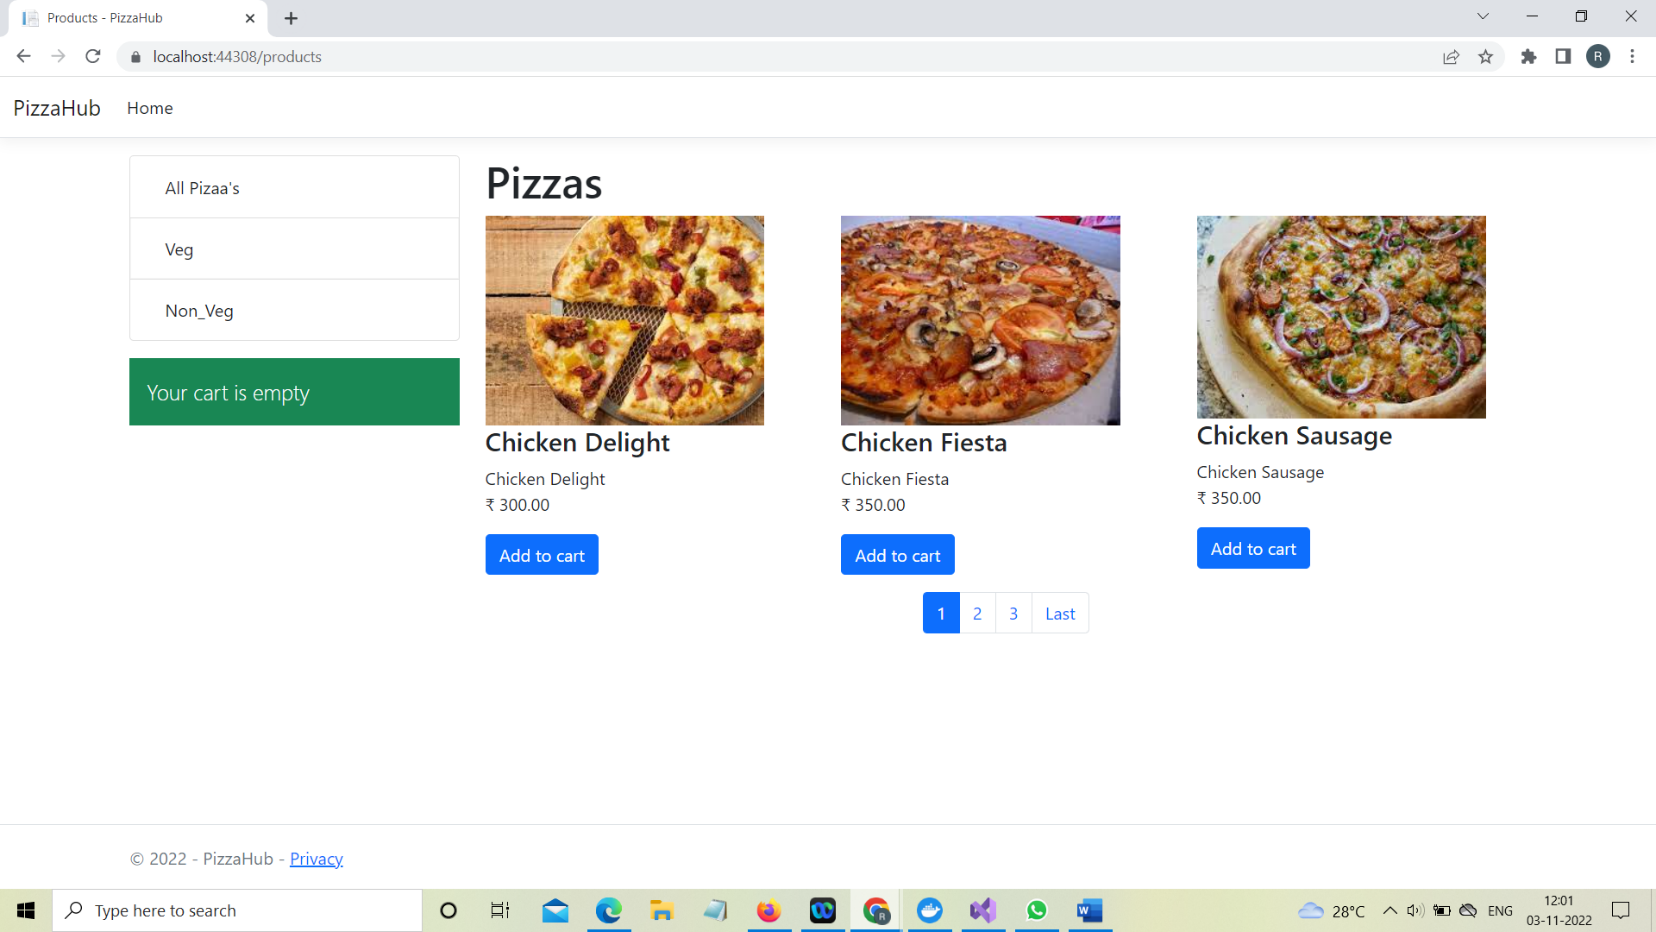 Products - PizzaHub
localhost:44308/products
R
PizzaHub Home
All Pizaa's
Veg
Non_Veg
Your cart is empty
Pizzas
Chicken Delight
Chicken Delight
₹ 300.00
Add to cart
Chicken Fiesta
Chicken Fiesta
₹ 350.00
Add to cart
Chicken Sausage
Chicken Sausage
₹ 350.00
Add to cart
1 2 3 Last
© 2022 - PizzaHub - Privacy
Type here to search
R
W
28°C
ENG
12:01
03-11-2022